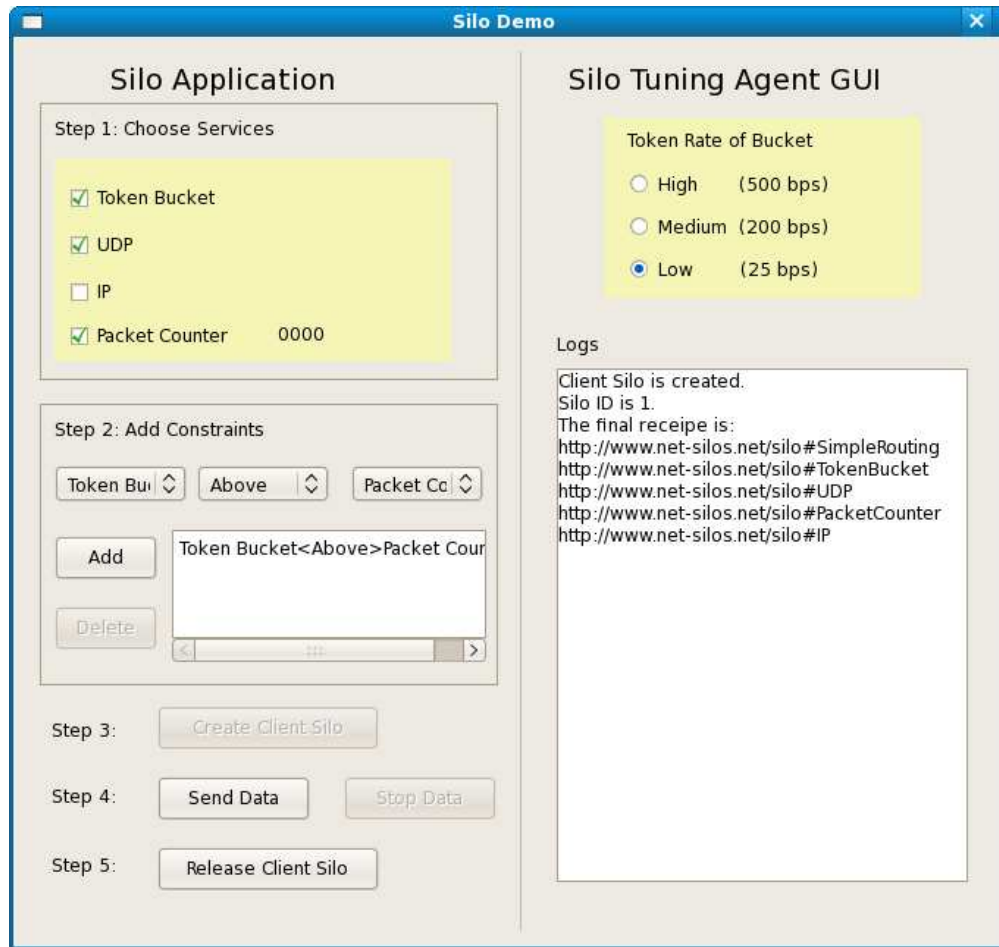 Silo Demo
Silo Application
Step 1: Choose Services
Token Bucket
UDP
IP
Packet Counter 0000
Step 2: Add Constraints
Token Bu Above Packet Co
Add
Token Bucket<Above>Packet Coun
Delete
Step 3: Create Client Silo
Step 4: Send Data Stop Data
Step 5: Release Client Silo
Silo Tuning Agent GUI
Token Rate of Bucket
High (500 bps)
Medium (200 bps)
Low (25 bps)
Logs
Client Silo is created.
Silo ID is 1.
The final receipe is:
http://www.net-silos.net/silo#SimpleRouting
http://www.net-silos.net/silo#TokenBucket
http://www.net-silos.net/silo#UDP
http://www.net-silos.net/silo#PacketCounter
http://www.net-silos.net/silo#IP